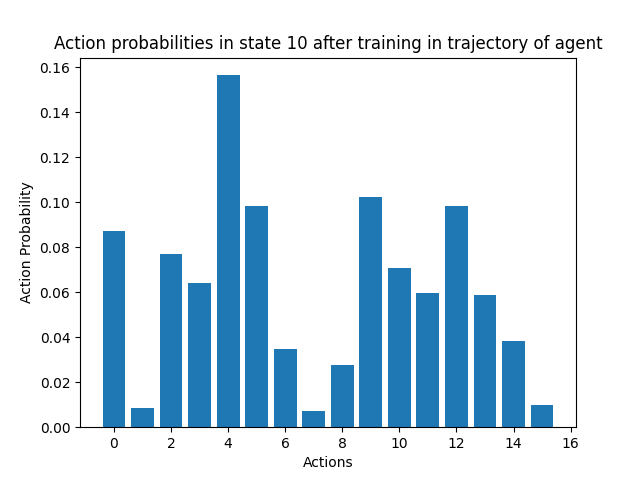 Action probabilities in state 10 after training in trajectory of agent
0.16
0.14
0.12
0.10
0.08
0.06
0.04
0.02
0.00
Action Probability
0 2 4 6 8 10 12 14 16
Actions